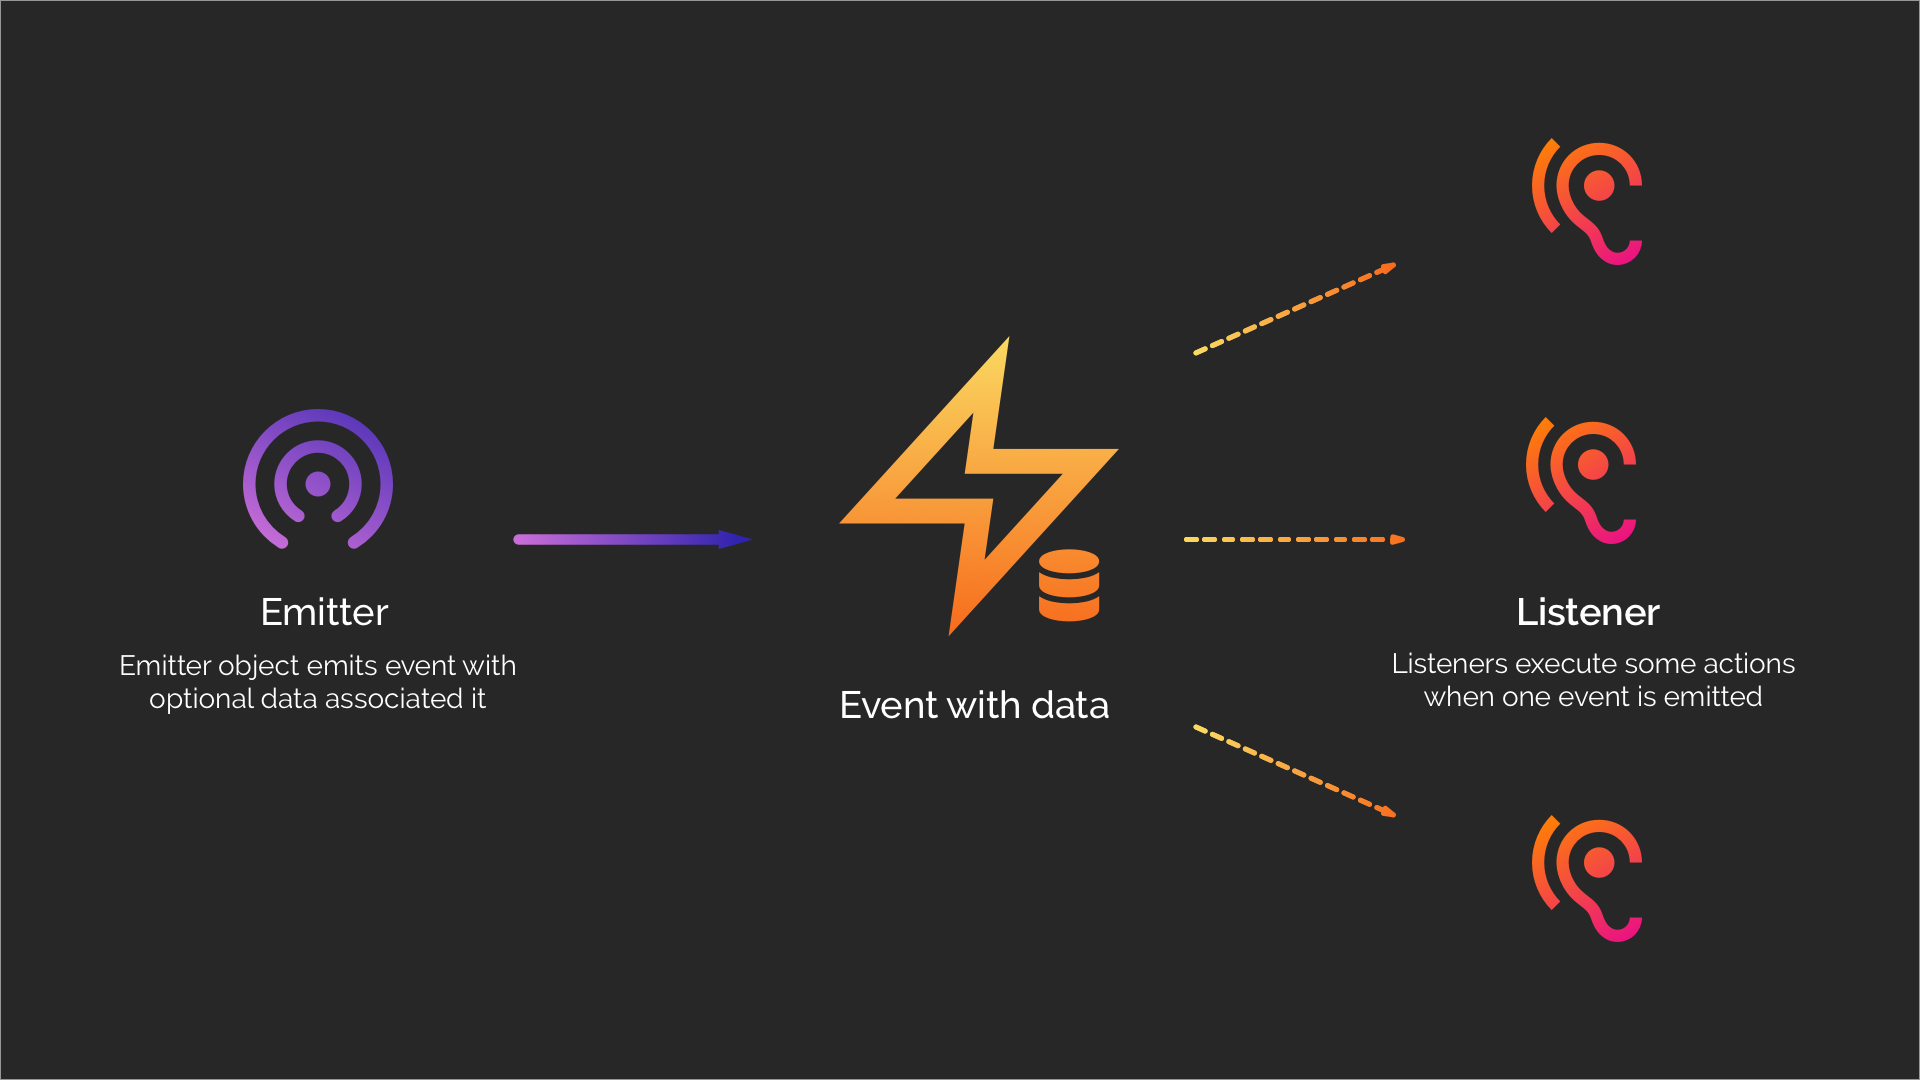 Emitter
Emitter object emits event with
optional data associated it
Event with data
Listener
Listeners execute some actions
when one event is emitted